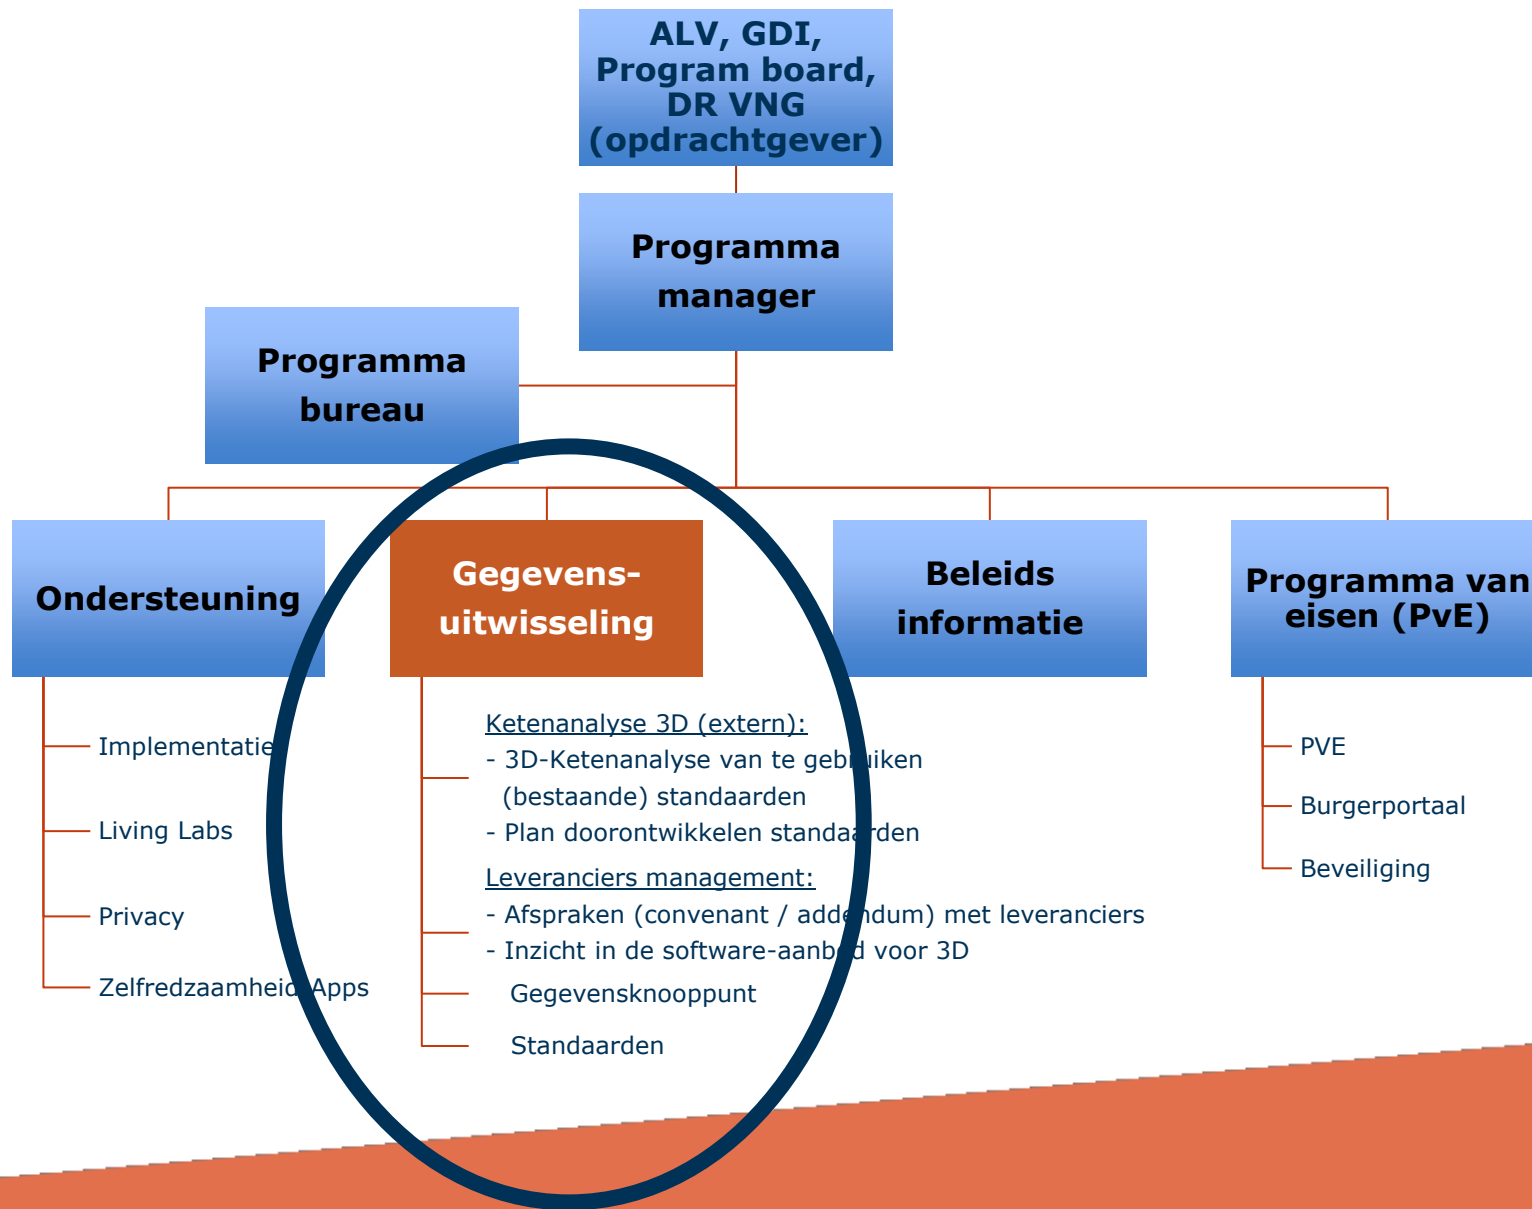 ALV, GDI,
Program board,
DR VNG
(opdrachtgever)
Programma
manager
Programma
bureau
Ondersteuning
Implementatie
Living Labs
Privacy
Zelfredzaamheid Apps
Gegevens-
uitwisseling
Ketenanalyse 3D (extern):
- 3D-Ketenanalyse van te gebruiken
(bestaande) standaarden
- Plan doorontwikkelen standaarden
Leveranciers management:
- Afspraken (convenant / addendum) met leveranciers
- Inzicht in de software-aanbod voor 3D
Gegevensknooppunt
Standaarden
Beleids
informatie
Programma van
eisen (PvE)
PVE
Burgerportaal
Beveiliging